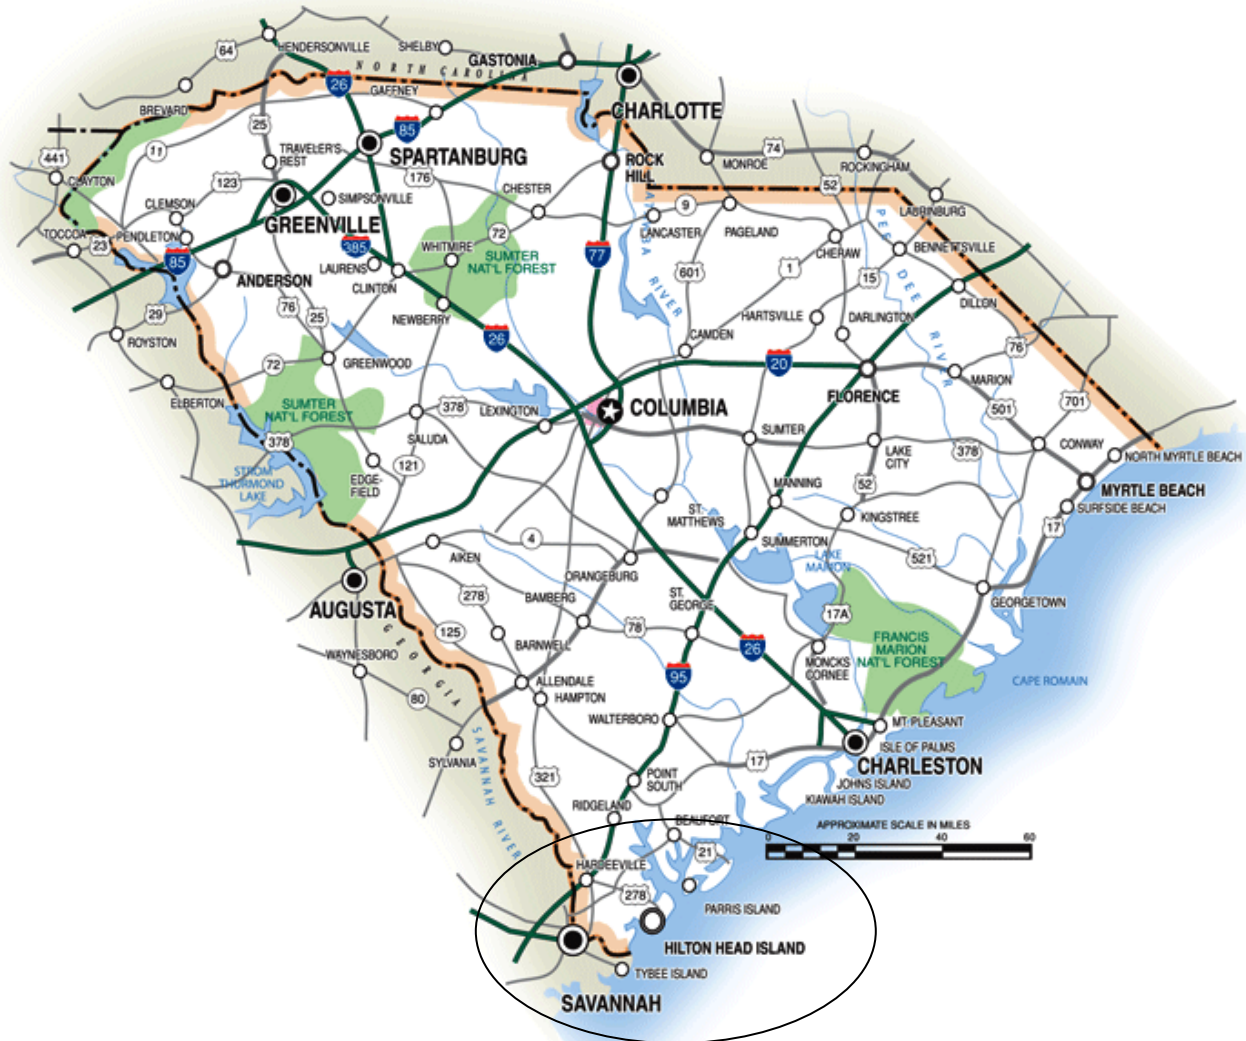 HENDERSONVILLE
SHELBY
GASTONIA
64
NORTH CAROLINA
26
GAFFNEY
CHARLOTTE
BREVARD
85
25
11
TRAVELER'S
REST
SPARTANBURG
ROCK
HILL
MONROE
74
ROCKINGHAM
441
CLAYTON
123
176
CHESTER
52
SIMPSONVILLE
CLEMSON
GREENVILLE
9
LAURINBURG
TOCCOA
23
PENDLETON
385
WHITMIRE
72
LANCASTER
PAGELAND
CHERAW
BENNETTSVILLE
85
LAURENS
SUMTER
NAT'L FOREST
77
CATAWBA RIVER
PEE DEE RIVER
ANDERSON
CLINTON
601
1
15
DILLON
29
76
25
NEWBERRY
HARTSVILLE
DARLINGTON
ROYSTON
26
CAMDEN
76
72
GREENWOOD
20
MARION
ELBERTON
SUMTER
NAT'L FOREST
378
LEXINGTON
COLUMBIA
FLORENCE
501
701
378
SALUDA
SUMTER
LAKE
CITY
378
CONWAY
NORTH MYRTLE BEACH
STROM
THURMOND
LAKE
121
EDGE-
FIELD
52
MANNING
MYRTLE BEACH
SURFSIDE BEACH
ST.
MATTHEWS
KINGSTREE
17
4
SUMMERTON
AIKEN
LAKE
MARION
521
ORANGEBURG
AUGUSTA
278
BAMBERG
ST.
GEORGE
GEORGETOWN
17A
GEORGIA
125
78
26
FRANCIS
MARION
NAT'L FOREST
BARNWELL
WAYNESBORO
MONCKS
CORNEE
95
ALLENDALE
CAPE ROMAIN
80
HAMPTON
WALTERBORO
MT PLEASANT
SAVANNAH RIVER
ISLE OF PALMS
SYLVANIA
17
CHARLESTON
321
POINT
SOUTH
JOHNS ISLAND
KIAWAH ISLAND
RIDGELAND
BEAUFORT
APPROXIMATE SCALE IN MILES
0 20 40 60
21
HARDEEVILLE
278
PARRIS ISLAND
HILTON HEAD ISLAND
TYBEE ISLAND
SAVANNAH